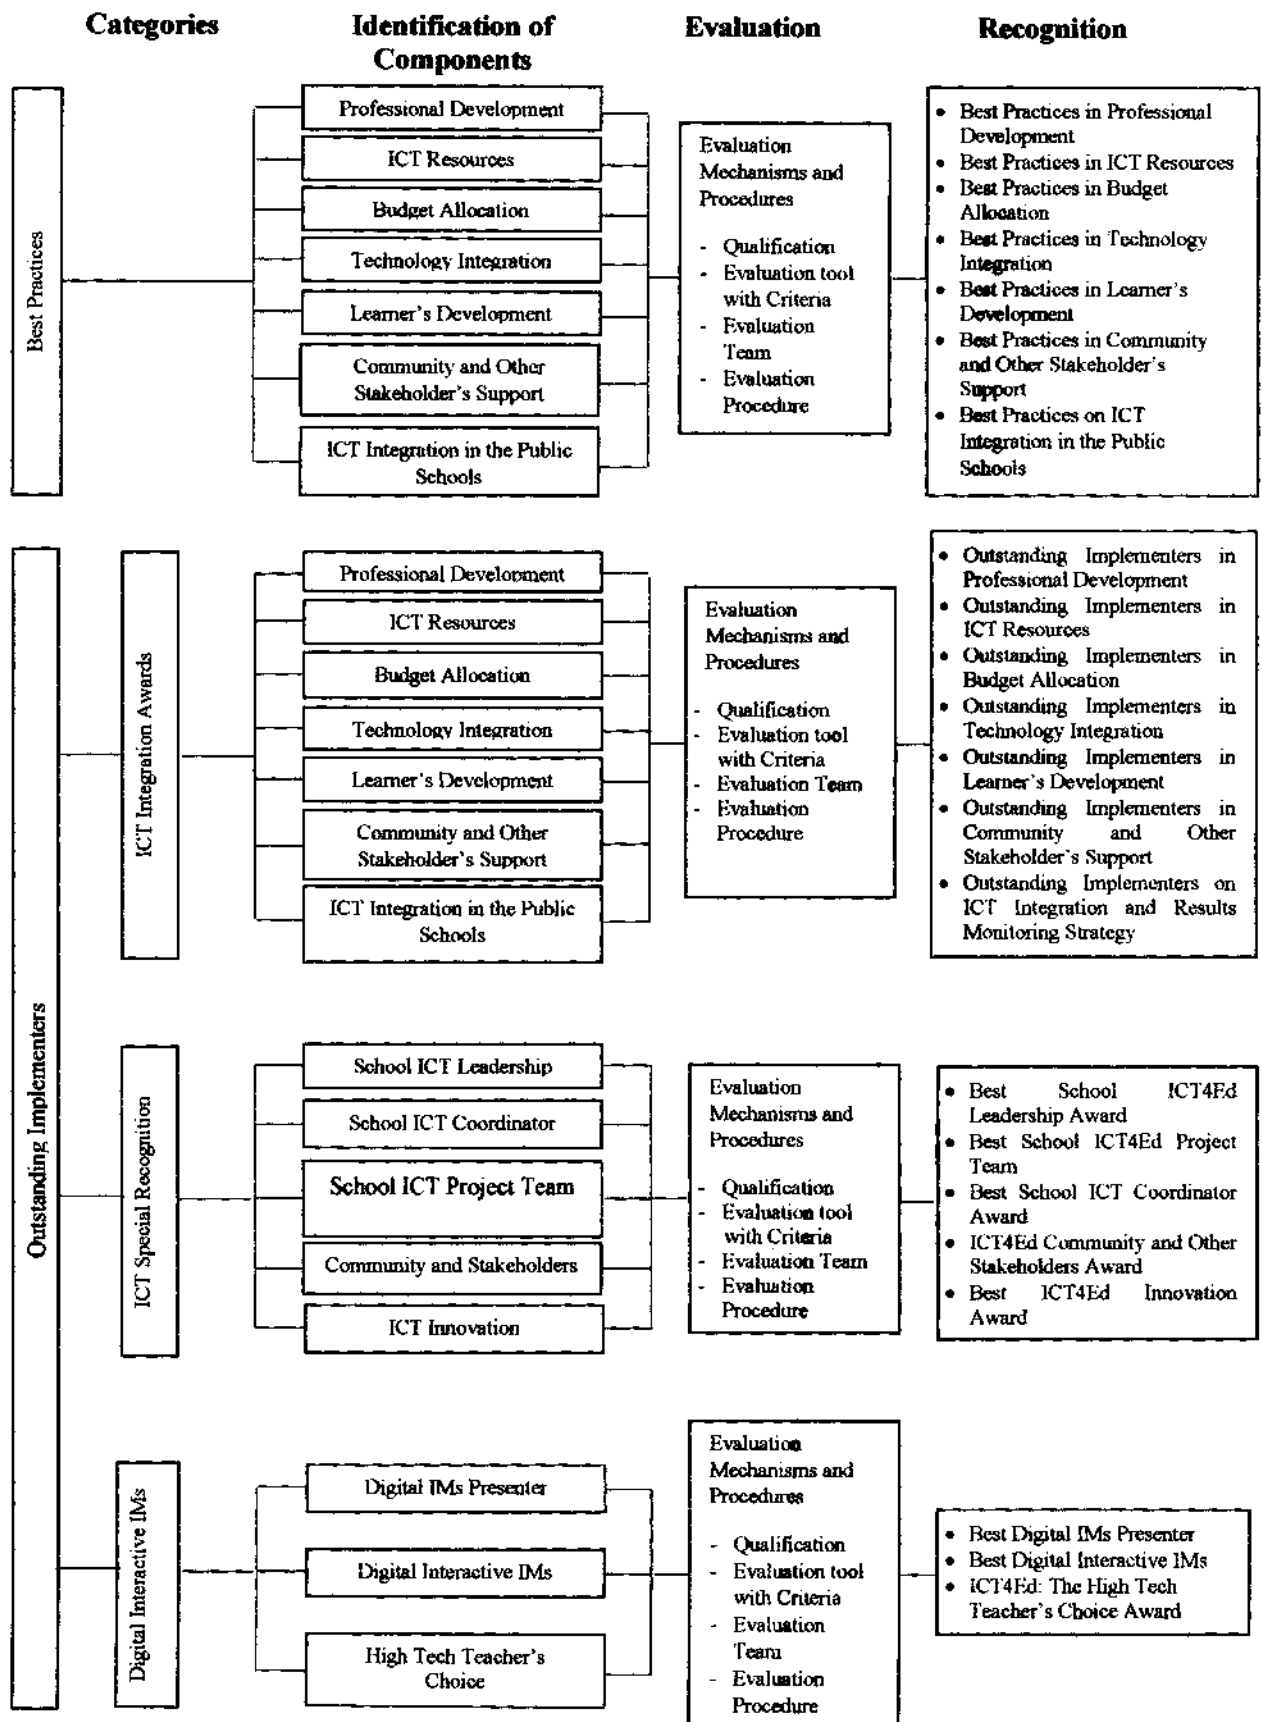 Categories
Identification of
Components
Evaluation
Recognition
Best Practices
Professional Development
ICT Resources
Budget Allocation
Technology Integration
Learner's Development
Community and Other
Stakeholder's Support
ICT Integration in the Public
Schools
Evaluation
Mechanisms and
Procedures
- Qualification
- Evaluation tool
with Criteria
- Evaluation
Team
- Evaluation
Procedure
• Best Practices in Professional
Development
• Best Practices in ICT Resources
• Best Practices in Budget
Allocation
• Best Practices in Technology
Integration
• Best Practices in Learner's
Development
• Best Practices in Community
and Other Stakeholder's
Support
• Best Practices on ICT
Integration in the Public
Schools
Outstanding Implementers
ICT Integration Awards
Professional Development
ICT Resources
Budget Allocation
Technology Integration
Learner's Development
Community and Other
Stakeholder's Support
ICT Integration in the Public
Schools
Evaluation
Mechanisms and
Procedures
- Qualification
- Evaluation tool
with Criteria
- Evaluation Team
- Evaluation
Procedure
• Outstanding Implementers in
Professional Development
• Outstanding Implementers in
ICT Resources
• Outstanding Implementers in
Budget Allocation
• Outstanding Implementers in
Technology Integration
• Outstanding Implementers in
Learner's Development
• Outstanding Implementers in
Community and Other
Stakeholder's Support
• Outstanding Implementers on
ICT Integration and Results
Monitoring Strategy
ICT Special Recognition
School ICT Leadership
School ICT Coordinator
School ICT Project Team
Community and Stakeholders
ICT Innovation
Evaluation
Mechanisms and
Procedures
- Qualification
- Evaluation tool
with Criteria
- Evaluation Team
- Evaluation
Procedure
• Best School ICT4Ed
Leadership Award
• Best School ICT4Ed Project
Team
• Best School ICT Coordinator
Award
• ICT4Ed Community and Other
Stakeholders Award
• Best ICT4Ed Innovation
Award
Digital Interactive IMs
Digital IMs Presenter
Digital Interactive IMs
High Tech Teacher's
Choice
Evaluation
Mechanisms and
Procedures
- Qualification
- Evaluation tool
with Criteria
- Evaluation
Team
- Evaluation
Procedure
• Best Digital IMs Presenter
• Best Digital Interactive IMs
• ICT4Ed: The High Tech
Teacher's Choice Award